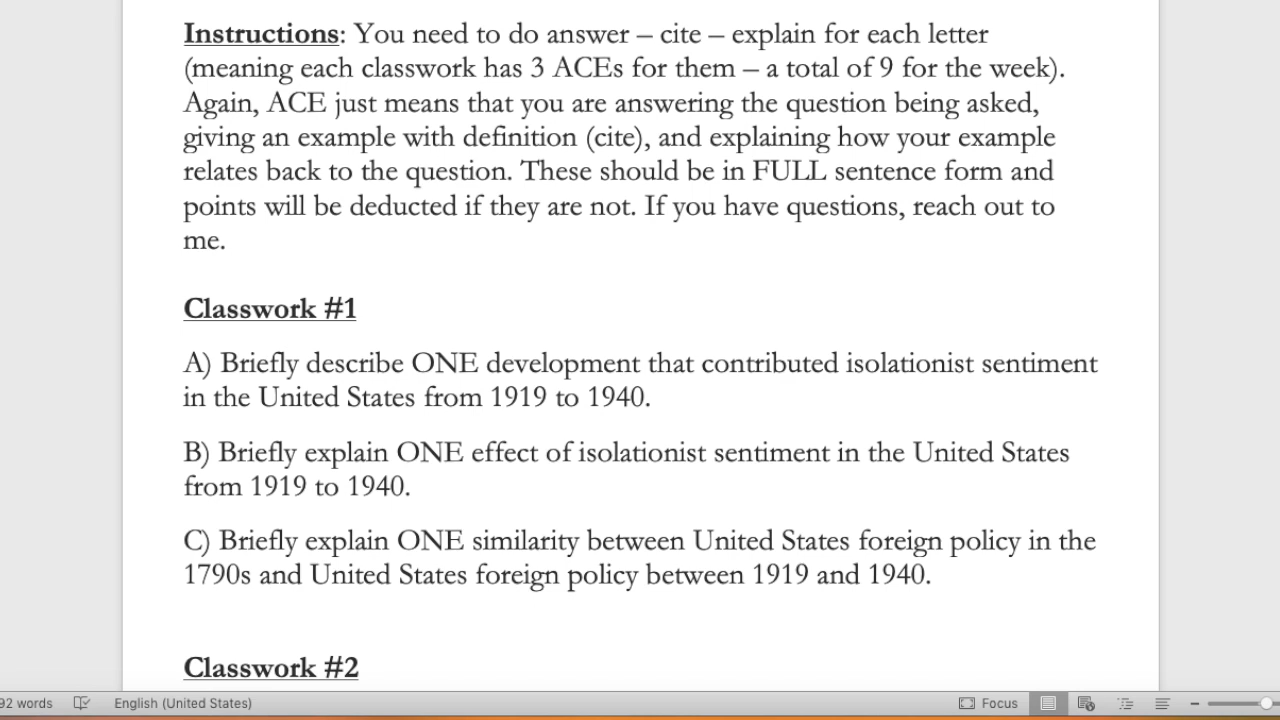 Instructions: You need to do answer – cite – explain for each letter
(meaning each classwork has 3 ACEs for them – a total of 9 for the week).
Again, ACE just means that you are answering the question being asked,
giving an example with definition (cite), and explaining how your example
relates back to the question. These should be in FULL sentence form and
points will be deducted if they are not. If you have questions, reach out to
me.
Classwork #1
A) Briefly describe ONE development that contributed isolationist sentiment
in the United States from 1919 to 1940.
B) Briefly explain ONE effect of isolationist sentiment in the United States
from 1919 to 1940.
C) Briefly explain ONE similarity between United States foreign policy in the
1790s and United States foreign policy between 1919 and 1940.
Classwork #2
92 words English (United States) Focus